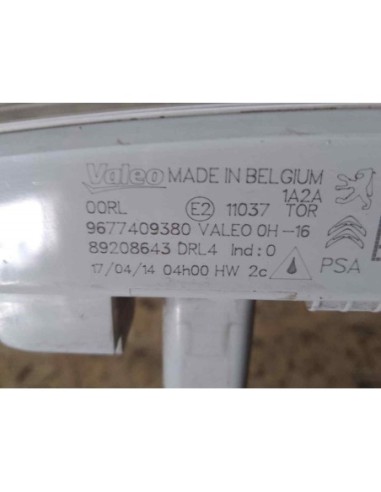 Valeo MADE IN BELGIUM
1A2A
00RL E2 11037 TOR
9677409380 VALEO 0H-16
89208643 DRL4 Ind:0
17/04/14 04h00 HW 2c PSA